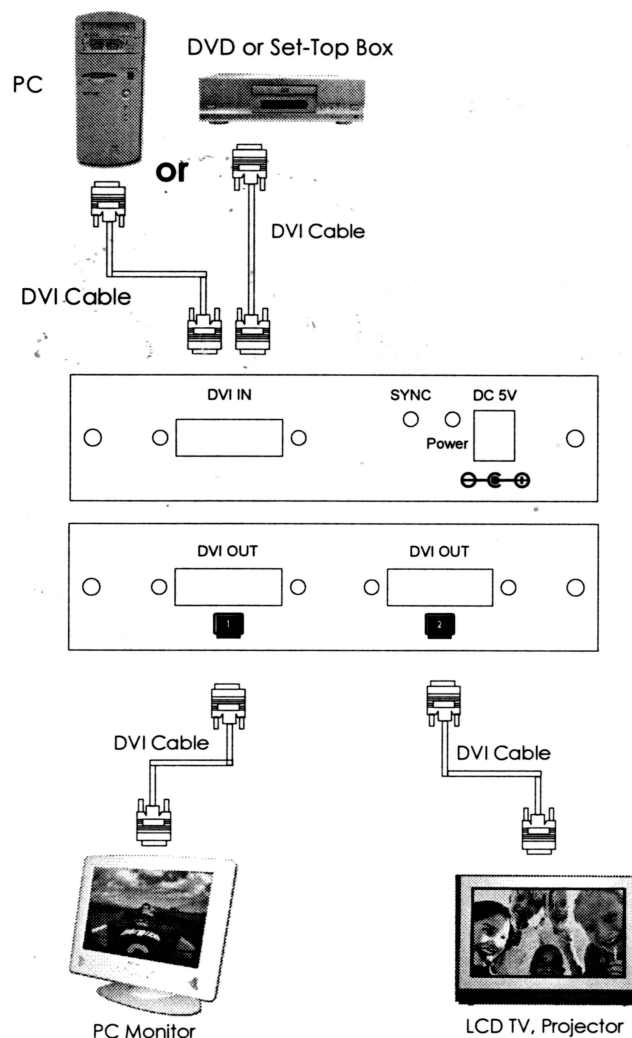 DVD or Set-Top Box
PC
or
DVI Cable
DVI Cable
DVI IN
SYNC
DC 5V
Power
DVI OUT
DVI OUT
1
2
DVI Cable
DVI Cable
PC Monitor
LCD TV, Projector